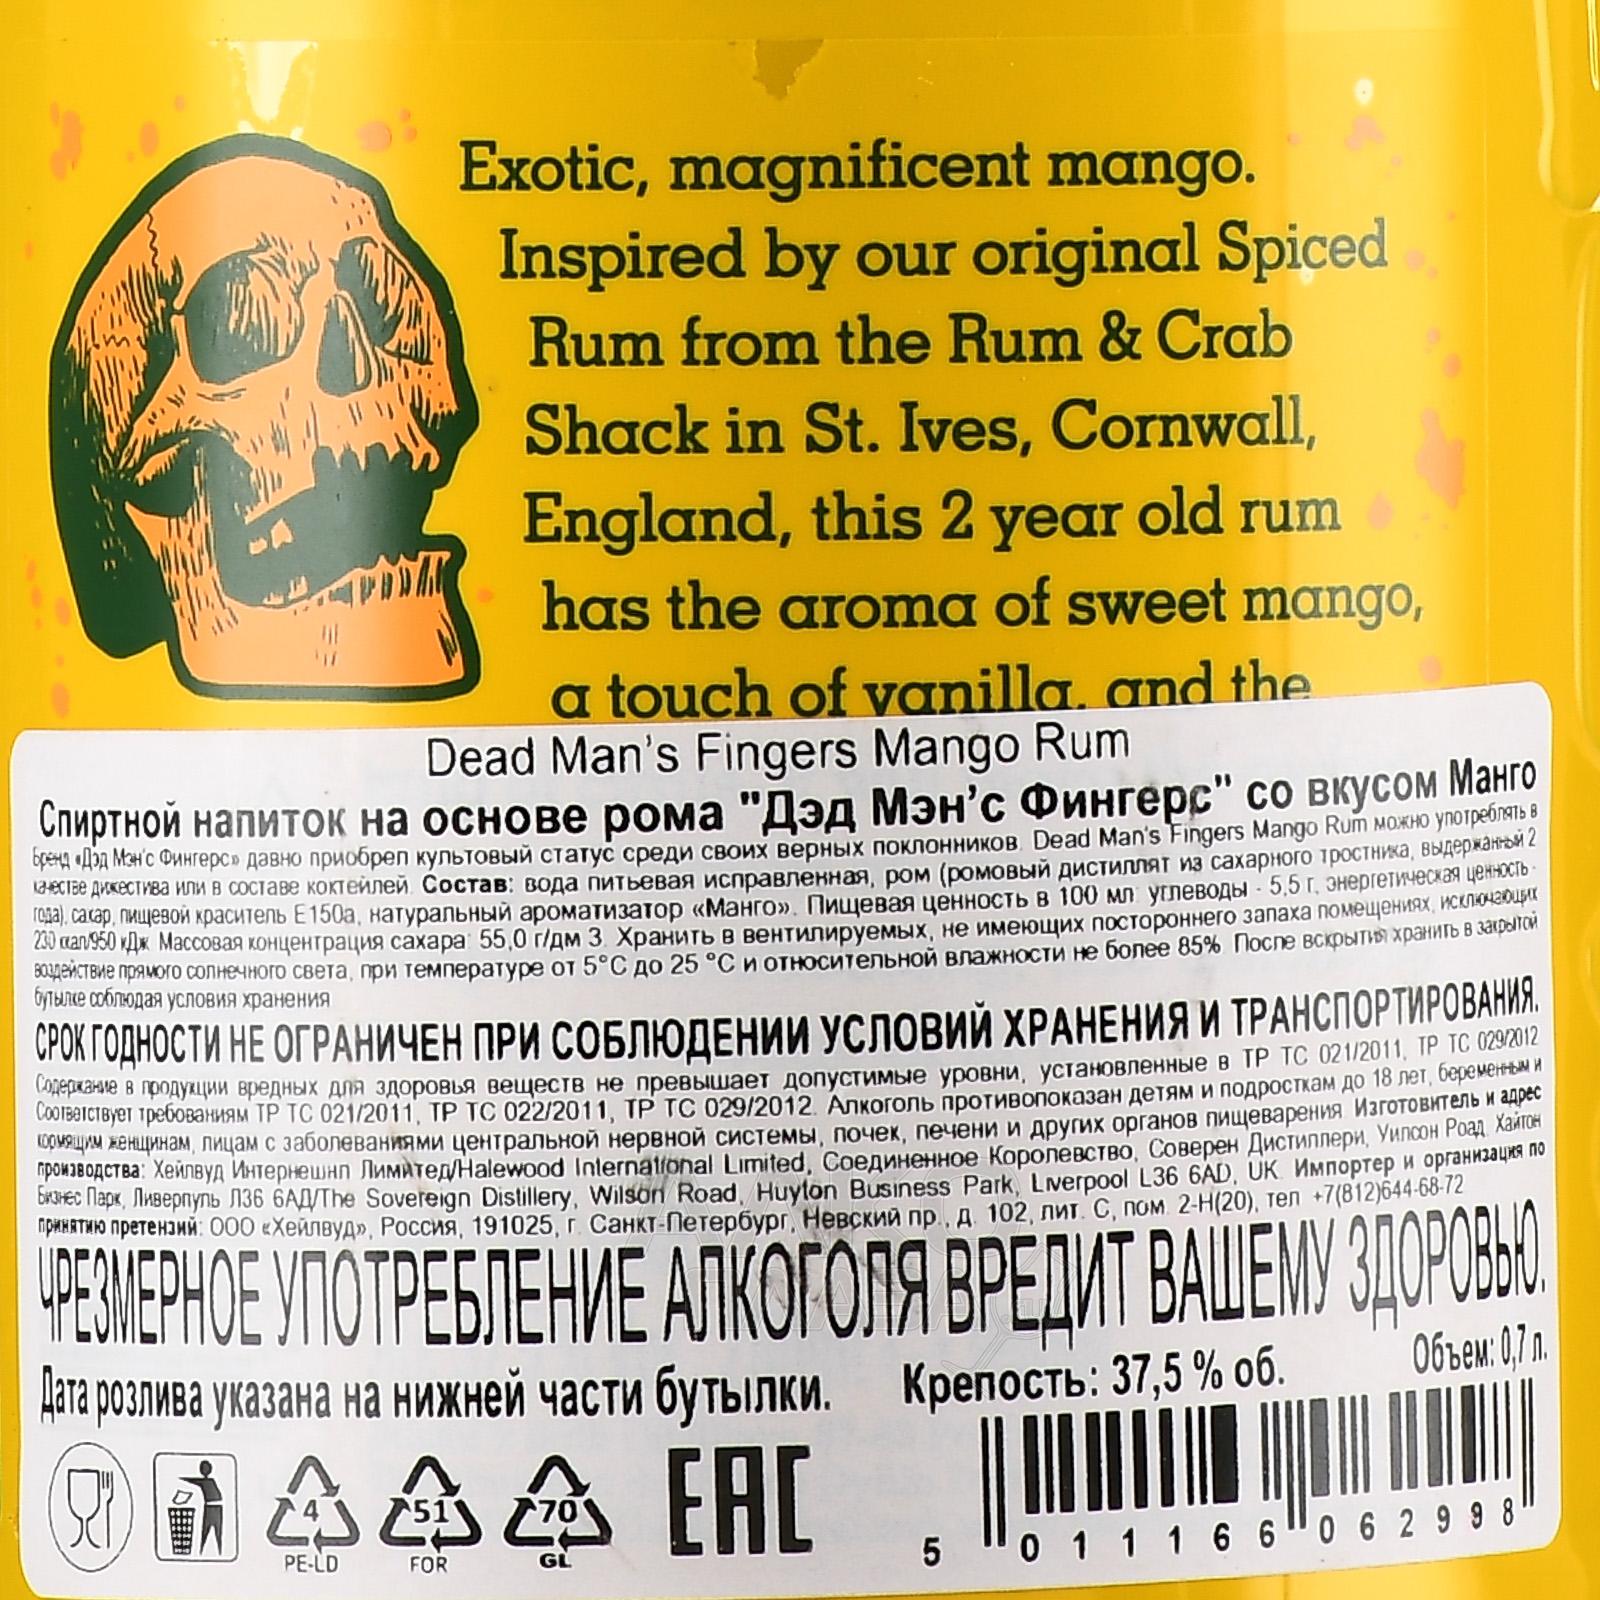 Exotic, magnificent mango.
Inspired by our original Spiced
Rum from the Rum & Crab
Shack in St. Ives, Cornwall,
England, this 2 year old rum
has the aroma of sweet mango,
a touch of vanilla, and the
Dead Man's Fingers Mango Rum
Спиртной напиток на основе рома "Дэд Мэн'с Фингерс" со вкусом Манго
Бренд «Дэд Мэн'с Фингерс» давно приобрел культовый статус среди своих верных поклонников. Dead Man's Fingers Mango Rum можно употреблять в
качестве дижестива или в составе коктейлей. Состав: вода питьевая исправленная, ром (ромовый дистиллят из сахарного тростника, выдержанный 2
года), сахар, пищевой краситель Е150а, натуральный ароматизатор «Манго». Пищевая ценность в 100 мл: углеводы - 5,5 г, энергетическая ценность -
230 ккал/950 кДж. Массовая концентрация сахара: 55,0 г/дм 3. Хранить в вентилируемых, не имеющих постороннего запаха помещениях, исключающих
воздействие прямого солнечного света, при температуре от 5°С до 25 °С и относительной влажности не более 85%. После вскрытия хранить в закрытой
бутылке соблюдая условия хранения
СРОК ГОДНОСТИ НЕ ОГРАНИЧЕН ПРИ СОБЛЮДЕНИИ УСЛОВИЙ ХРАНЕНИЯ И ТРАНСПОРТИРОВАНИЯ.
Содержание в продукции вредных для здоровья веществ не превышает допустимые уровни, установленные в ТР ТС 021/2011, ТР ТС 029/2012
Соответствует требованиям ТР ТС 021/2011, ТР ТС 022/2011, ТР ТС 029/2012. Алкоголь противопоказан детям и подросткам до 18 лет, беременным и
кормящим женщинам, лицам с заболеваниями центральной нервной системы, почек, печени и других органов пищеварения. Изготовитель и адрес
производства: Хейлвуд Интернешнл Лимитед/Halewood International Limited, Соединенное Королевство, Соверен Дистиллери, Уилсон Роад, Хайтон
Бизнес Парк, Ливерпуль Л36 6АД/The Sovereign Distillery, Wilson Road, Huyton Business Park, Liverpool L36 6AD, UK. Импортер и организация по
принятию претензий: ООО «Хейлвуд», Россия, 191025, г. Санкт-Петербург, Невский пр., д. 102, лит. С, пом. 2-Н(20), тел +7(812)644-68-72
ЧРЕЗМЕРНОЕ УПОТРЕБЛЕНИЕ АЛКОГОЛЯ ВРЕДИТ ВАШЕМУ ЗДОРОВЬЮ.
Дата розлива указана на нижней части бутылки. Крепость: 37,5 % об. Объем: 0,7 л.
4 51 70 EAC
PE-LD FOR GL
5 011166 062998